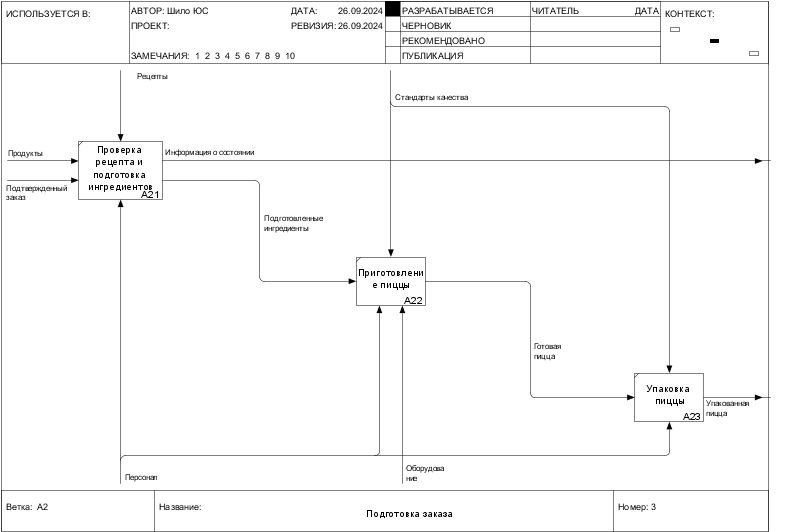 ИСПОЛЬЗУЕТСЯ В:
АВТОР: Шило ЮС
ДАТА: 26.09.2024
ПРОЕКТ:
РЕВИЗИЯ: 26.09.2024
ЗАМЕЧАНИЯ: 1 2 3 4 5 6 7 8 9 10
РАЗРАБАТЫВАЕТСЯ
ЧЕРНОВИК
РЕКОМЕНДОВАНО
ПУБЛИКАЦИЯ
ЧИТАТЕЛЬ
ДАТА
КОНТЕКСТ:
Рецепты
Стандарты качества
Продукты
Подтвержденный
заказ
Проверка
рецепта и
подготовка
ингредиентов
A21
Информация о состоянии
Подготовленные
ингредиенты
Приготовлени
е пиццы
A22
Готовая
пицца
Упаковка
пиццы
A23
Упакованная
пицца
Персонал
Оборудова
ние
Ветка: A2
Название:
Подготовка заказа
Номер: 3